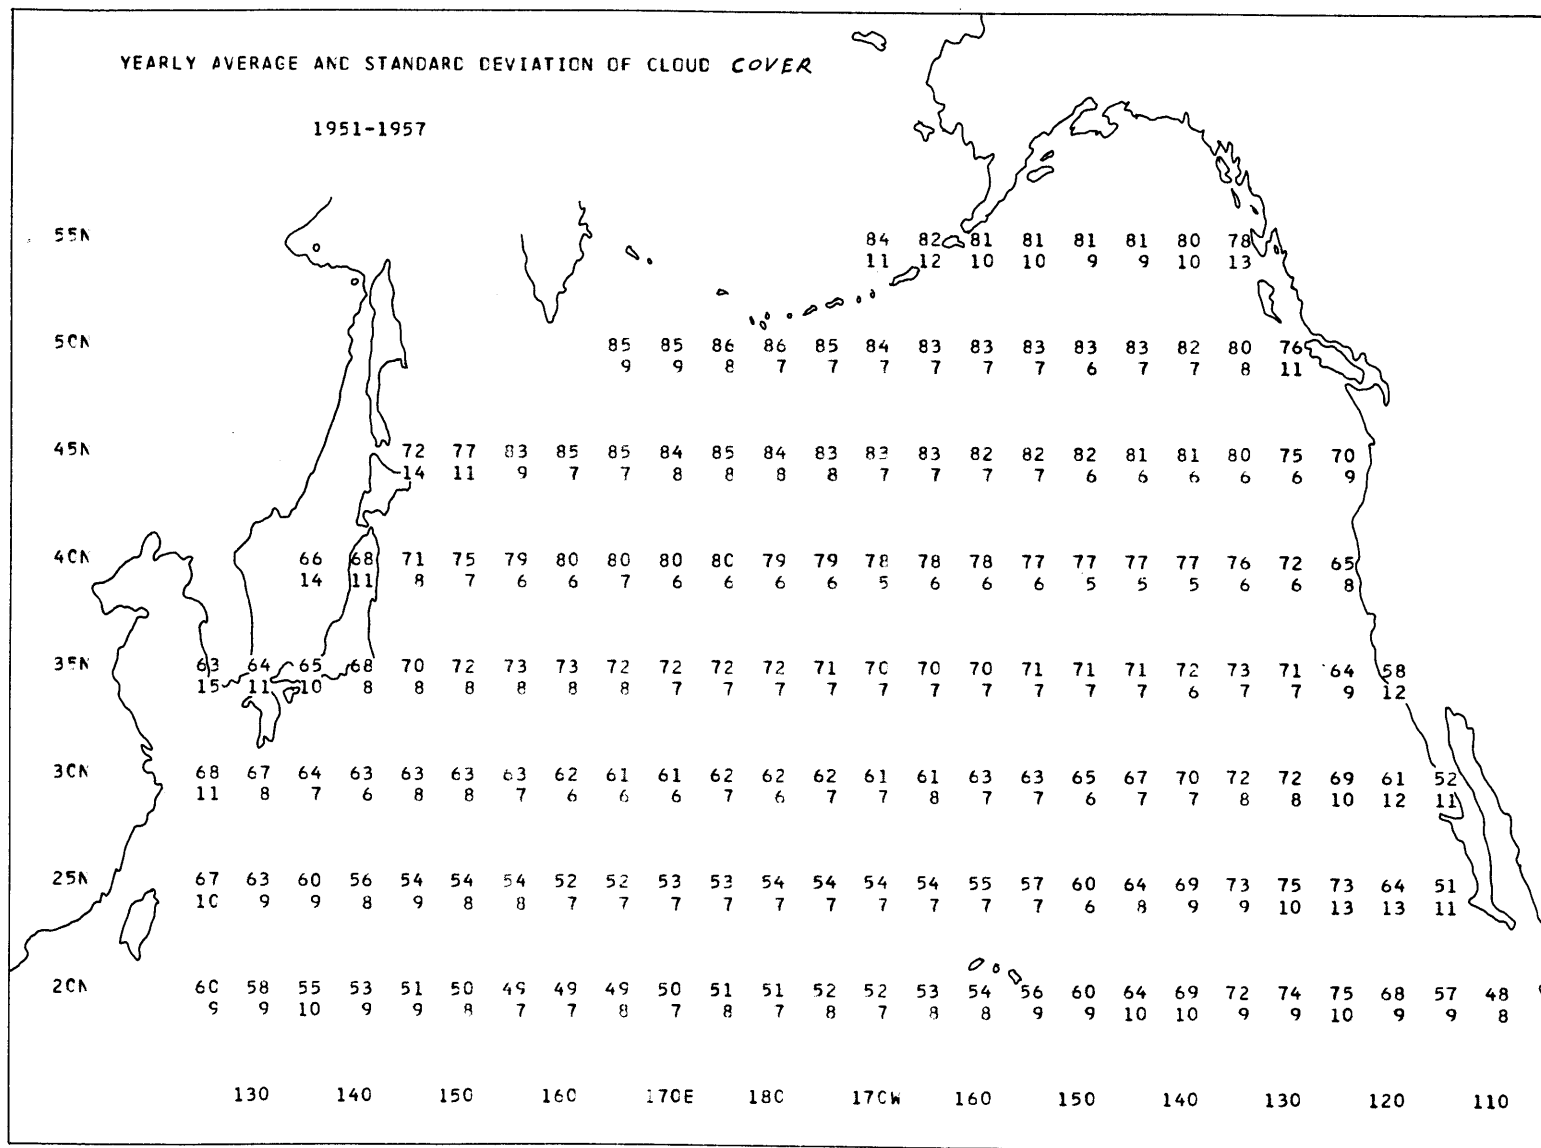 YEARLY AVERAGE AND STANDARD DEVIATION OF CLOUD COVER
1951-1957
55N 84 82 81 81 81 81 80 78
11 12 10 10 9 9 10 13
50N 85 85 86 86 85 84 83 83 83 83 83 82 80 76
9 9 8 7 7 7 7 7 7 6 7 7 8 11
45N 72 77 83 85 85 84 85 84 83 83 83 82 82 82 81 81 80 75 70
14 11 9 7 7 8 8 8 8 7 7 7 7 6 6 6 6 6 9
40N 66 68 71 75 79 80 80 80 80 79 79 78 78 78 77 77 77 77 76 72 65
14 11 8 7 6 6 7 6 6 6 6 5 6 6 6 5 5 5 6 6 8
35N 63 64 65 68 70 72 73 73 72 72 72 72 71 70 70 70 71 71 71 72 73 71 64 58
15 11 10 8 8 8 8 8 8 7 7 7 7 7 7 7 7 7 7 6 7 7 9 12
30N 68 67 64 63 63 63 63 62 61 61 62 62 62 61 61 63 63 65 67 70 72 72 69 61 52
11 8 7 6 8 8 7 6 6 6 7 6 7 7 8 7 7 6 7 7 8 8 10 12 11
25N 67 63 60 56 54 54 54 52 52 53 53 54 54 54 54 55 57 60 64 69 73 75 73 64 51
10 9 9 8 9 8 8 7 7 7 7 7 7 7 7 7 7 6 8 9 9 10 13 13 11
20N 60 58 55 53 51 50 49 49 49 50 51 51 52 52 53 54 56 60 64 69 72 74 75 68 57 48
9 9 10 9 9 8 7 7 8 7 8 7 8 7 8 8 9 9 10 10 9 9 10 9 9 8
130 140 150 160 170E 180 170W 160 150 140 130 120 110